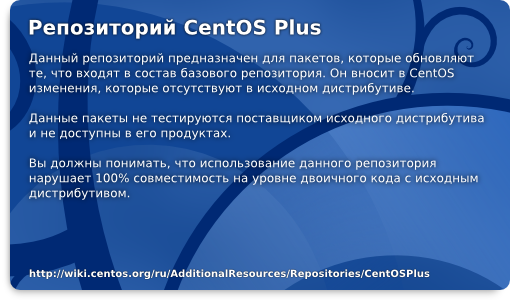 Репозиторий CentOS Plus
Данный репозиторий предназначен для пакетов, которые обновляют
те, что входят в состав базового репозитория. Он вносит в CentOS
изменения, которые отсутствуют в исходном дистрибутиве.
Данные пакеты не тестируются поставщиком исходного дистрибутива
и не доступны в его продуктах.
Вы должны понимать, что использование данного репозитория
нарушает 100% совместимость на уровне двоичного кода с исходным
дистрибутивом.
http://wiki.centos.org/ru/AdditionalResources/Repositories/CentOSPlus